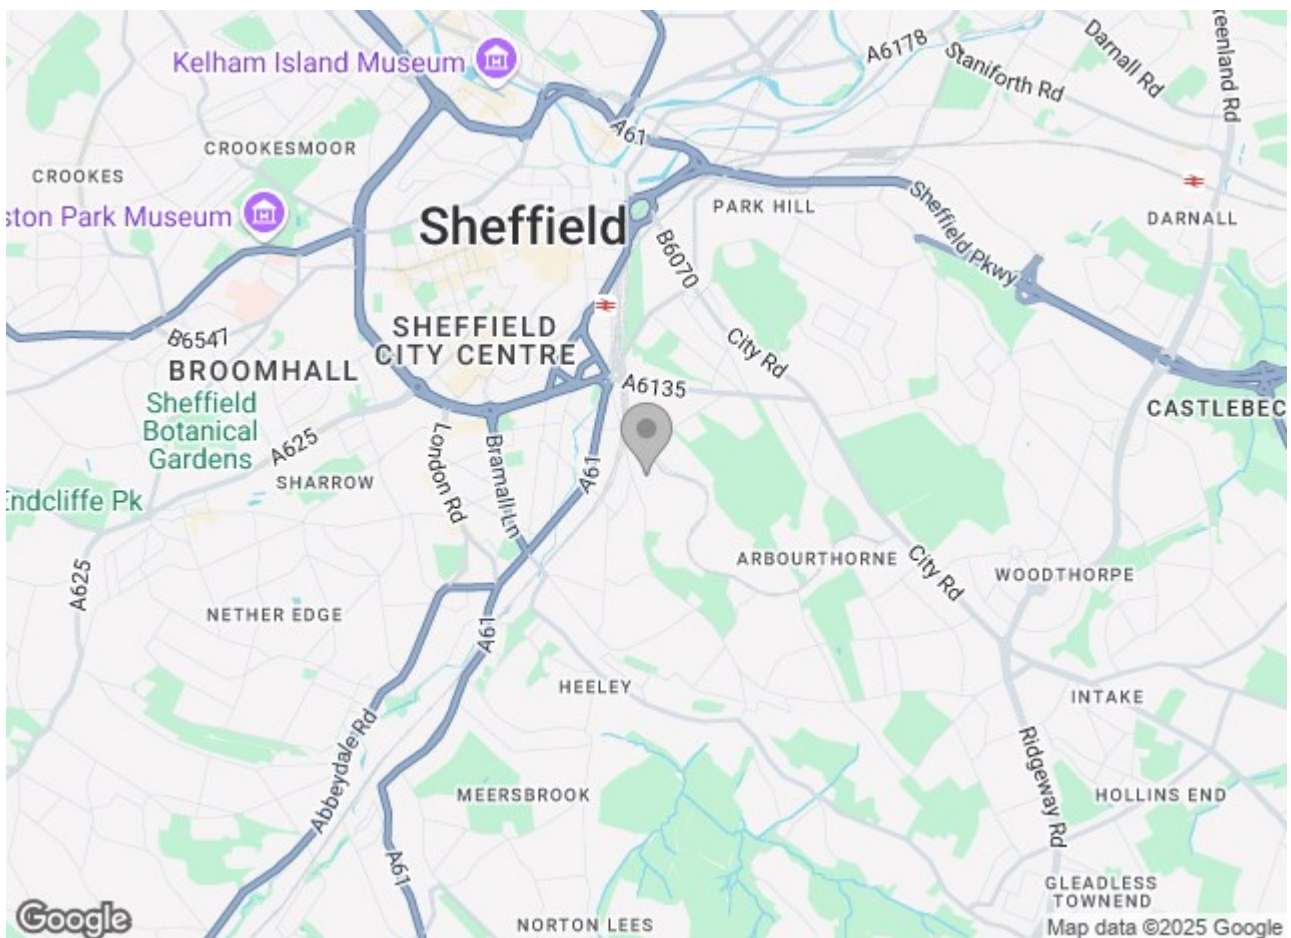 A6178
Staniforth Rd
Darnall Rd
eenland Rd
Kelham Island Museum
A61
CROOKESMOOR
CROOKES
ston Park Museum
Sheffield
PARK HILL
DARNALL
B6070
Sheffield Pkwy
B6547
SHEFFIELD
CITY CENTRE
City Rd
BROOMHALL
A6135
Sheffield
Botanical
Gardens
CASTLEBEC
A625
London Rd
Bramall Ln
A61
SHARROW
Endcliffe Pk
ARBOURTHORNE
City Rd
WOODTHORPE
A625
NETHER EDGE
A61
HEELEY
INTAKE
Abbeydale Rd
Ridgeway Rd
MEERSBROOK
HOLLINS END
A61
GLEADLESS
TOWNEND
NORTON LEES
Google
Map data ©2025 Google